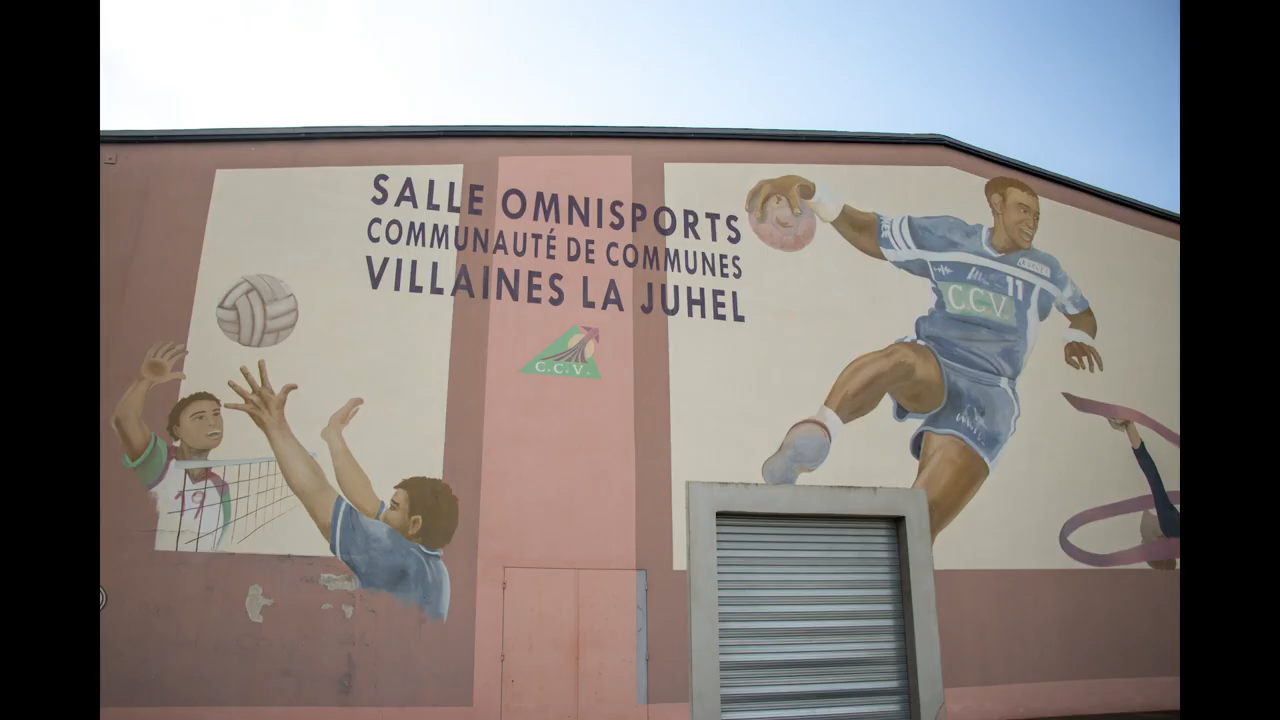 SALLE OMNISPORTS
COMMUNAUTÉ DE COMMUNES
VILLAINES LA JUHEL
C.C.V.
11
C.C.V.
19